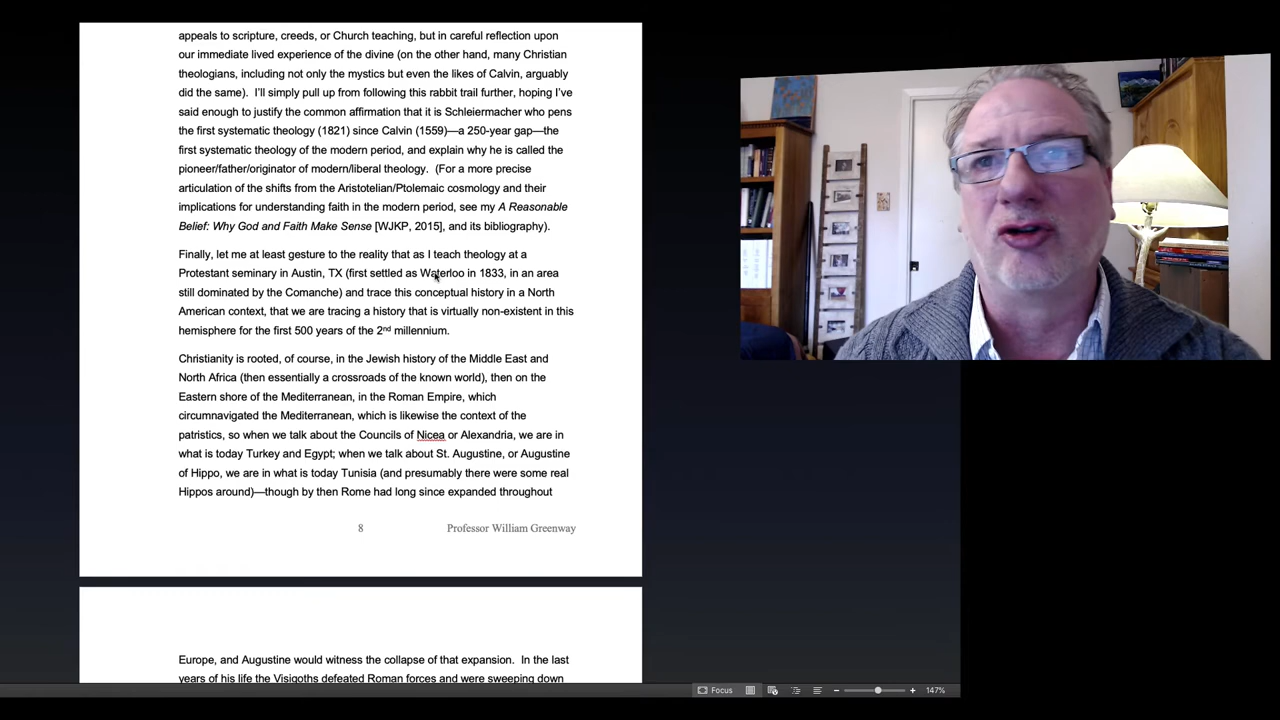 appeals to scripture, creeds, or Church teaching, but in careful reflection upon
our immediate lived experience of the divine (on the other hand, many Christian
theologians, including not only the mystics but even the likes of Calvin, arguably
did the same).  I'll simply pull up from following this rabbit trail further, hoping I've
said enough to justify the common affirmation that it is Schleiermacher who pens
the first systematic theology (1821) since Calvin (1559)—a 250-year gap—the
first systematic theology of the modern period, and explain why he is called the
pioneer/father/originator of modern/liberal theology.  (For a more precise
articulation of the shifts from the Aristotelian/Ptolemaic cosmology and their
implications for understanding faith in the modern period, see my A Reasonable
Belief: Why God and Faith Make Sense [WJKP, 2015], and its bibliography).
Finally, let me at least gesture to the reality that as I teach theology at a
Protestant seminary in Austin, TX (first settled as Waterloo in 1833, in an area
still dominated by the Comanche) and trace this conceptual history in a North
American context, that we are tracing a history that is virtually non-existent in this
hemisphere for the first 500 years of the 2nd millennium.
Christianity is rooted, of course, in the Jewish history of the Middle East and
North Africa (then essentially a crossroads of the known world), then on the
Eastern shore of the Mediterranean, in the Roman Empire, which
circumnavigated the Mediterranean, which is likewise the context of the
patristics, so when we talk about the Councils of Nicea or Alexandria, we are in
what is today Turkey and Egypt; when we talk about St. Augustine, or Augustine
of Hippo, we are in what is today Tunisia (and presumably there were some real
Hippos around)—though by then Rome had long since expanded throughout
8 Professor William Greenway
Europe, and Augustine would witness the collapse of that expansion.  In the last
years of his life the Visigoths defeated Roman forces and were sweeping down
Focus 147%